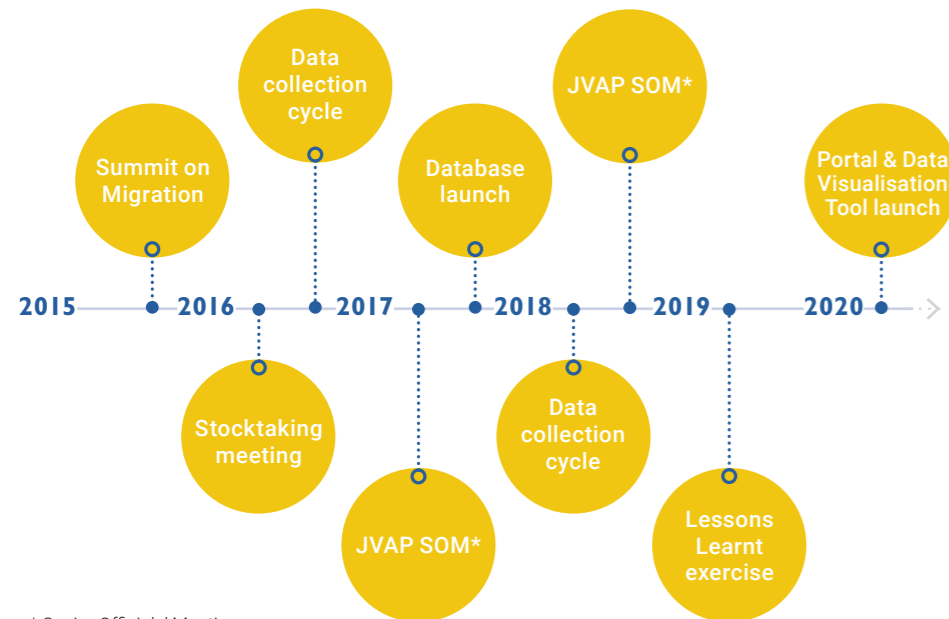 Data
collection
cycle
JVAP SOM*
Summit on
Migration
Database
launch
Portal & Data
Visualisation
Tool launch
2015
2016
2017
2018
2019
2020
Stocktaking
meeting
Data
collection
cycle
JVAP SOM*
Lessons
Learnt
exercise